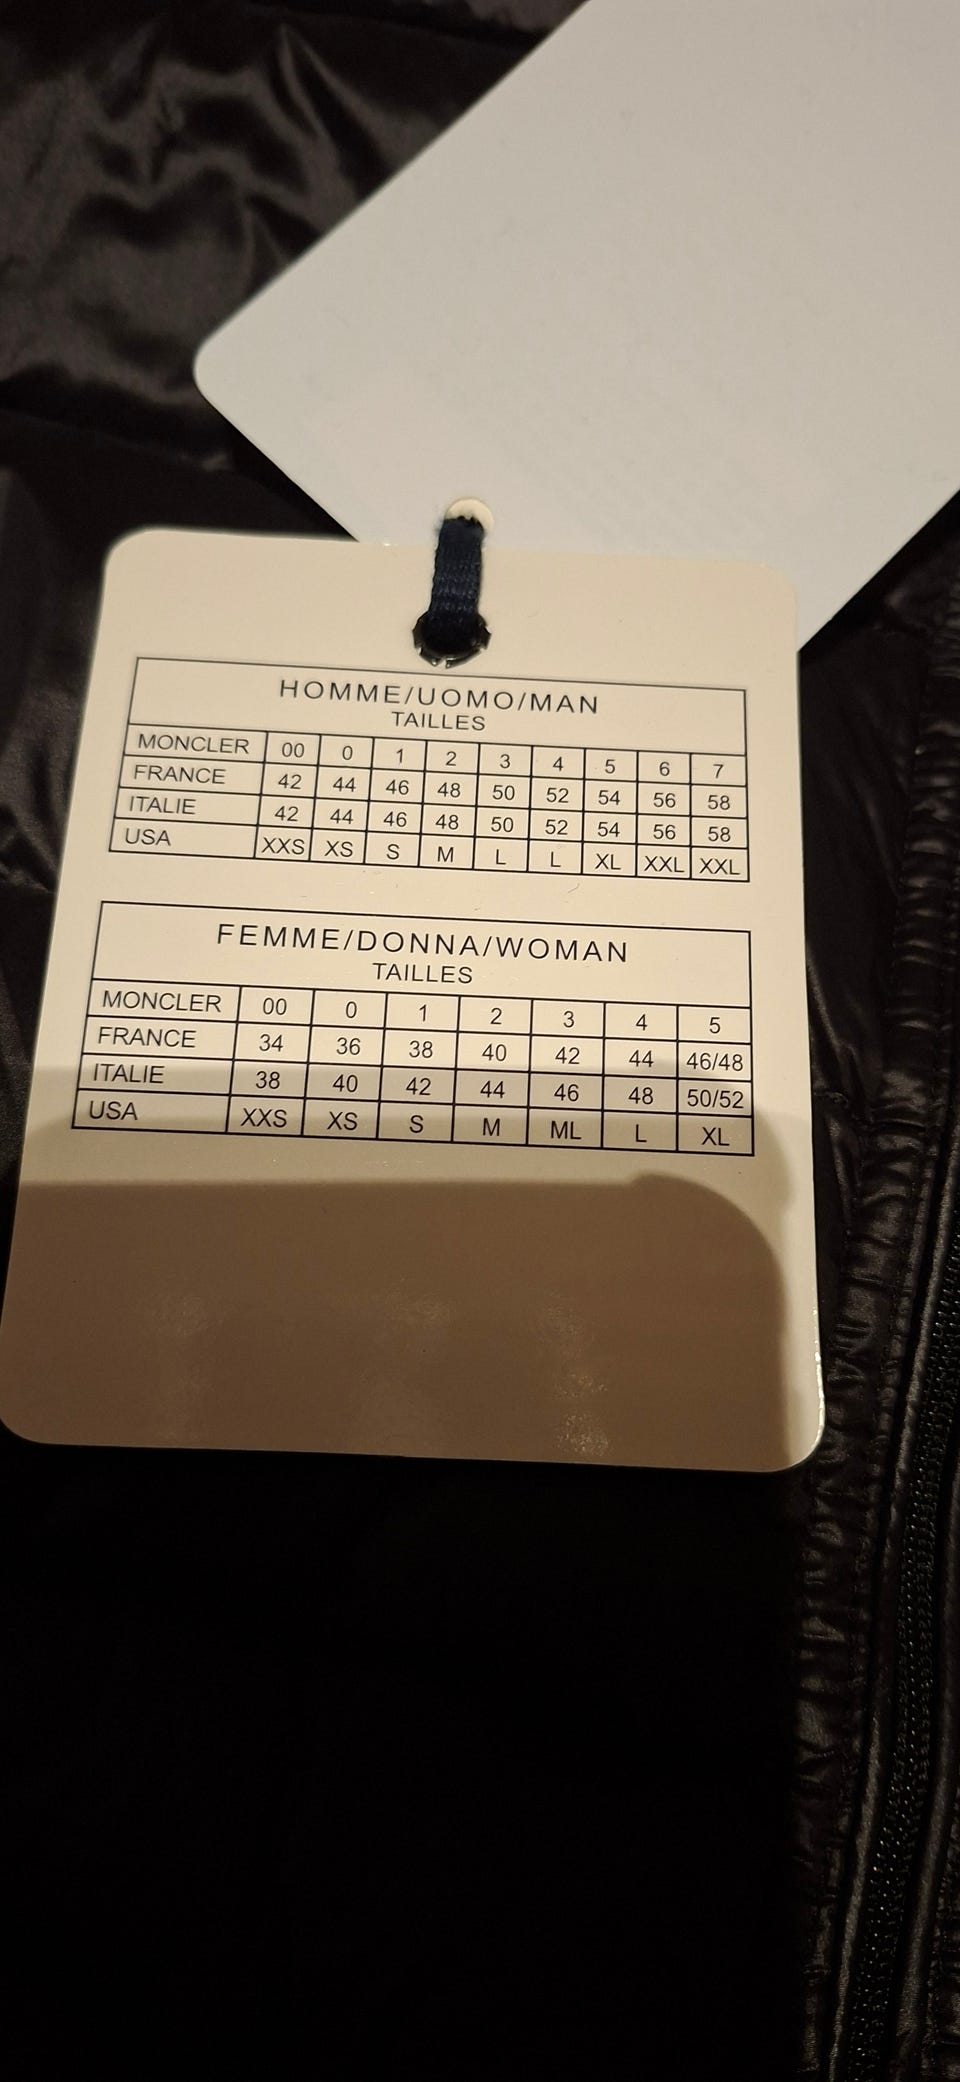 HOMME/UOMO/MAN
TAILLES
MONCLER 00 0 1 2 3 4 5 6 7
FRANCE 42 44 46 48 50 52 54 56 58
ITALIE 42 44 46 48 50 52 54 56 58
USA XXS XS S M L L XL XXL XXL
FEMME/DONNA/WOMAN
TAILLES
MONCLER 00 0 1 2 3 4 5
FRANCE 34 36 38 40 42 44 46/48
ITALIE 38 40 42 44 46 48 50/52
USA XXS XS S M ML L XL